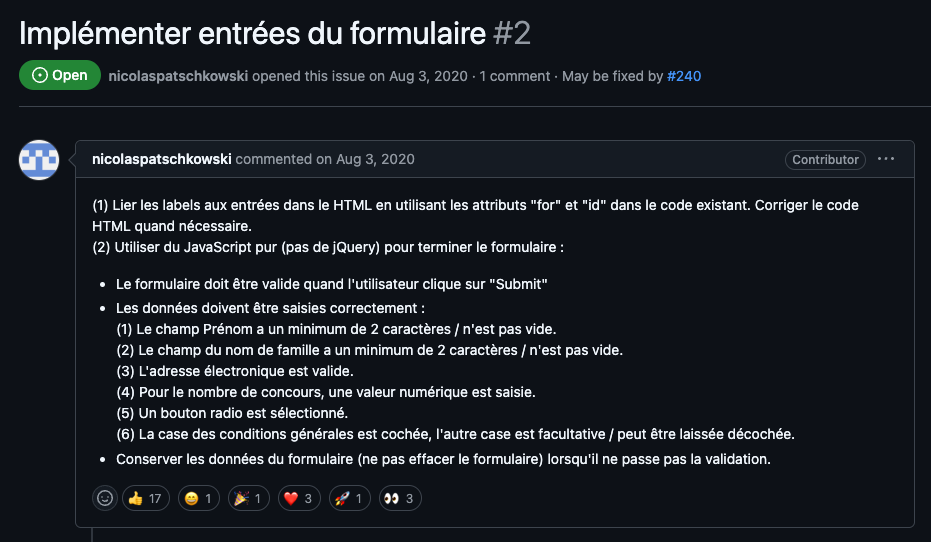 Implémenter entrées du formulaire #2
Open nicolaspatschkowski opened this issue on Aug 3, 2020 · 1 comment · May be fixed by #240
nicolaspatschkowski commented on Aug 3, 2020 Contributor ...
(1) Lier les labels aux entrées dans le HTML en utilisant les attributs "for" et "id" dans le code existant. Corriger le code
HTML quand nécessaire.
(2) Utiliser du JavaScript pur (pas de jQuery) pour terminer le formulaire :
• Le formulaire doit être valide quand l'utilisateur clique sur "Submit"
• Les données doivent être saisies correctement :
(1) Le champ Prénom a un minimum de 2 caractères / n'est pas vide.
(2) Le champ du nom de famille a un minimum de 2 caractères / n'est pas vide.
(3) L'adresse électronique est valide.
(4) Pour le nombre de concours, une valeur numérique est saisie.
(5) Un bouton radio est sélectionné.
(6) La case des conditions générales est cochée, l'autre case est facultative / peut être laissée décochée.
• Conserver les données du formulaire (ne pas effacer le formulaire) lorsqu'il ne passe pas la validation.
👍 17 😄 1 🎉 1 ❤️ 3 🚀 1 👀 3